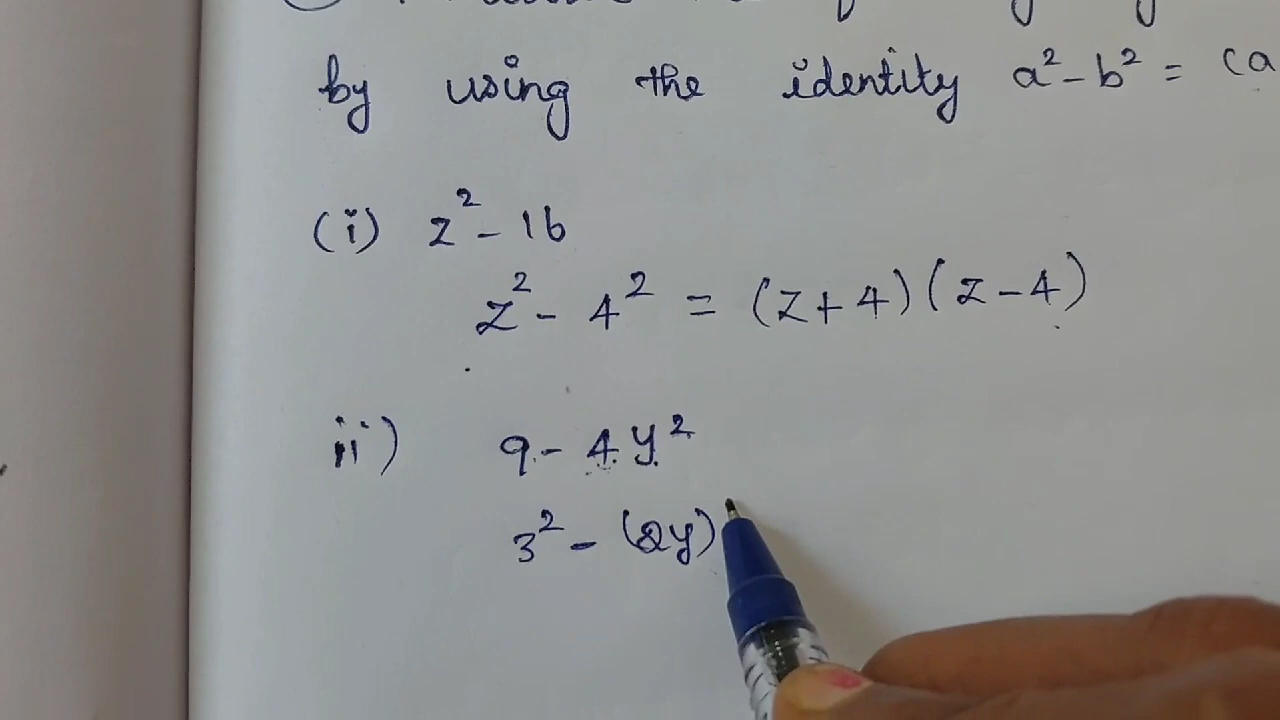 by using the identity a² - b² = (a
(i) z² - 16
z² - 4² = (z + 4) (z - 4)
ii) 9 - 4y²
3² - (2y)